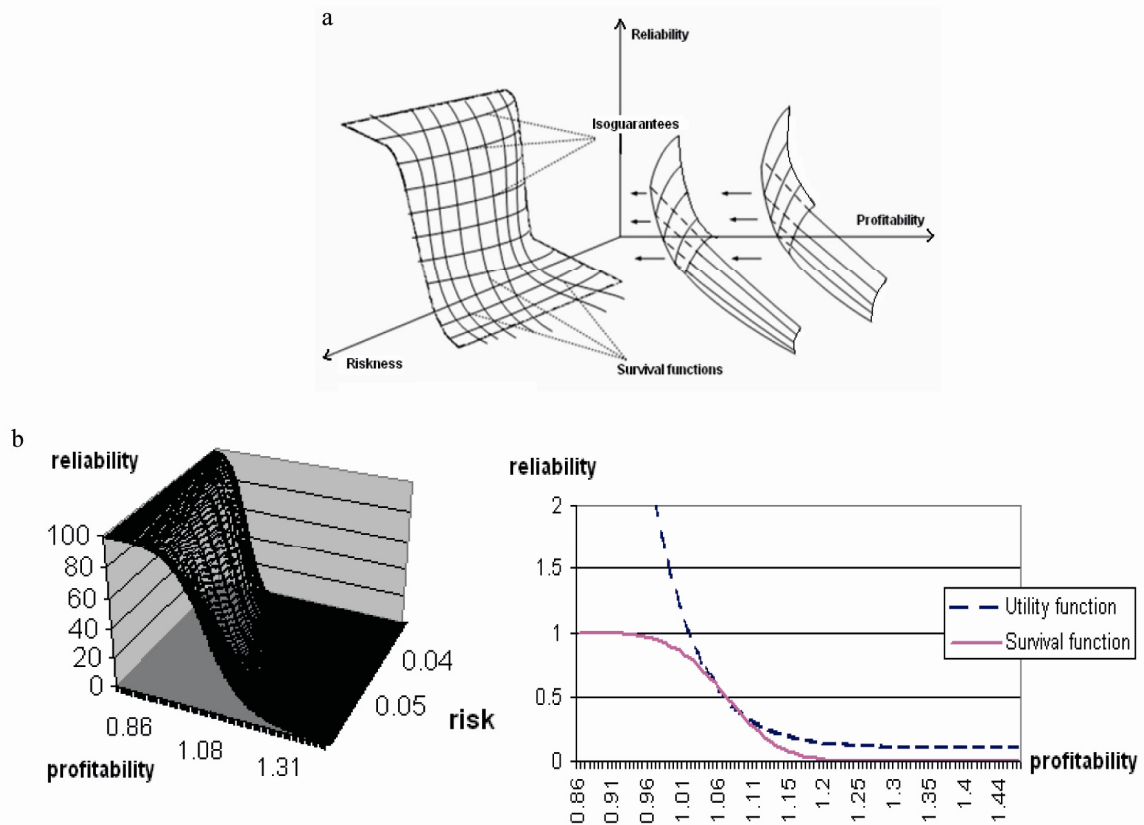 a
Reliability
Isoguarantees
Profitability
Riskness
Survival functions
b
reliability
100
80
60
40
20
0
0.86
1.08
1.31
profitability
0.04
0.05
risk
reliability
2
1.5
1
0.5
0
0.86
0.91
0.96
1.01
1.06
1.11
1.15
1.2
1.25
1.3
1.35
1.4
1.44
profitability
Utility function
Survival function